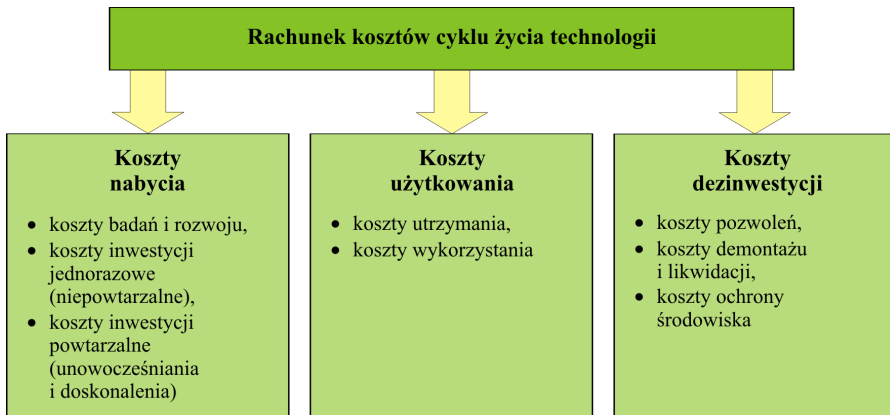 Rachunek kosztów cyklu życia technologii
Koszty
nabycia
• koszty badań i rozwoju,
• koszty inwestycji
jednorazowe
(niepowtarzalne),
• koszty inwestycji
powtarzalne
(unowocześniania
i doskonalenia)
Koszty
użytkowania
• koszty utrzymania,
• koszty wykorzystania
Koszty
dezinwestycji
• koszty pozwoleń,
• koszty demontażu
i likwidacji,
• koszty ochrony
środowiska